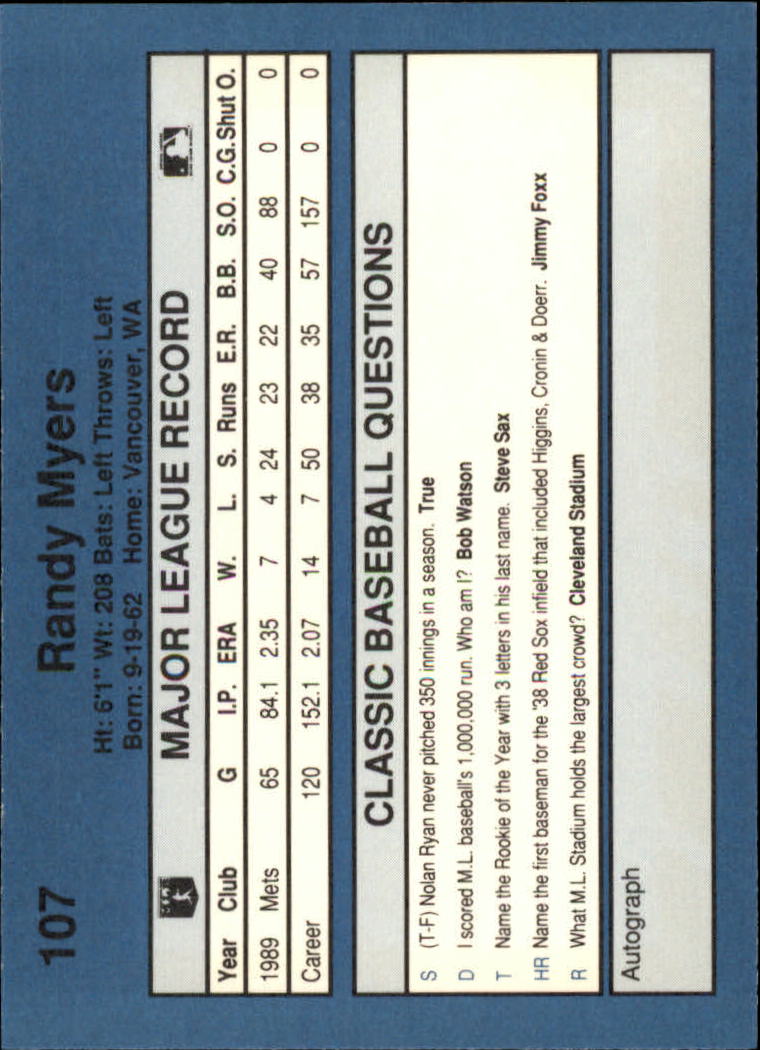 107 Randy Myers
Ht: 6'1" Wt: 208 Bats: Left Throws: Left
Born: 9-19-62 Home: Vancouver, WA
MAJOR LEAGUE RECORD
Year Club G I.P. ERA W. L. S. Runs E.R. B.B. S.O. C.G. Shut O.
1989 Mets 65 84.1 2.35 7 4 24 23 22 40 88 0 0
Career 120 152.1 2.07 14 7 50 38 35 57 157 0 0
CLASSIC BASEBALL QUESTIONS
S (T-F) Nolan Ryan never pitched 350 innings in a season. True
D I scored M.L. baseball's 1,000,000 run. Who am I? Bob Watson
T Name the Rookie of the Year with 3 letters in his last name. Steve Sax
HR Name the first baseman for the '38 Red Sox infield that included Higgins, Cronin & Doerr. Jimmy Foxx
R What M.L. Stadium holds the largest crowd? Cleveland Stadium
Autograph